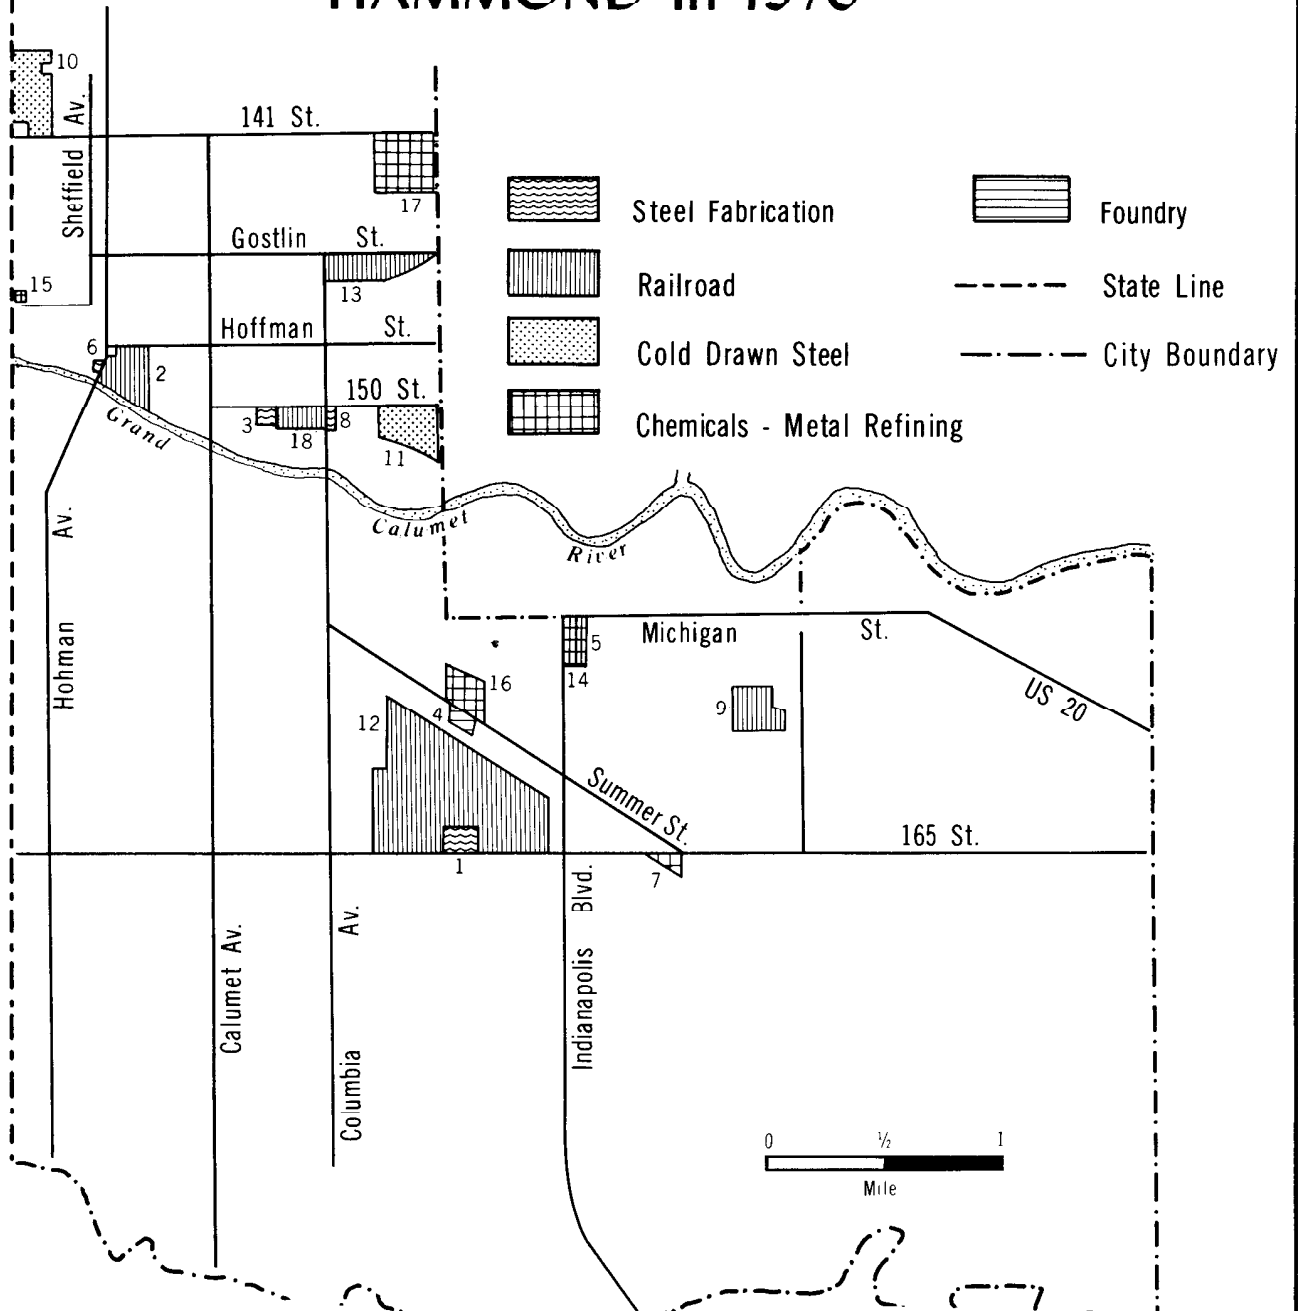 HAMMOND in 1976
10
Sheffield Av.
141 St.
17
Gostlin St.
15
13
Hoffman St.
6
2
150 St.
3
18
8
11
Grand Calumet River
Steel Fabrication
Foundry
Railroad
State Line
Cold Drawn Steel
City Boundary
Chemicals - Metal Refining
Hohman Av.
Michigan St.
5
14
16
4
12
9
US 20
Summer St.
165 St.
1
7
Calumet Av.
Columbia Av.
Indianapolis Blvd.
0 ½ 1
Mile